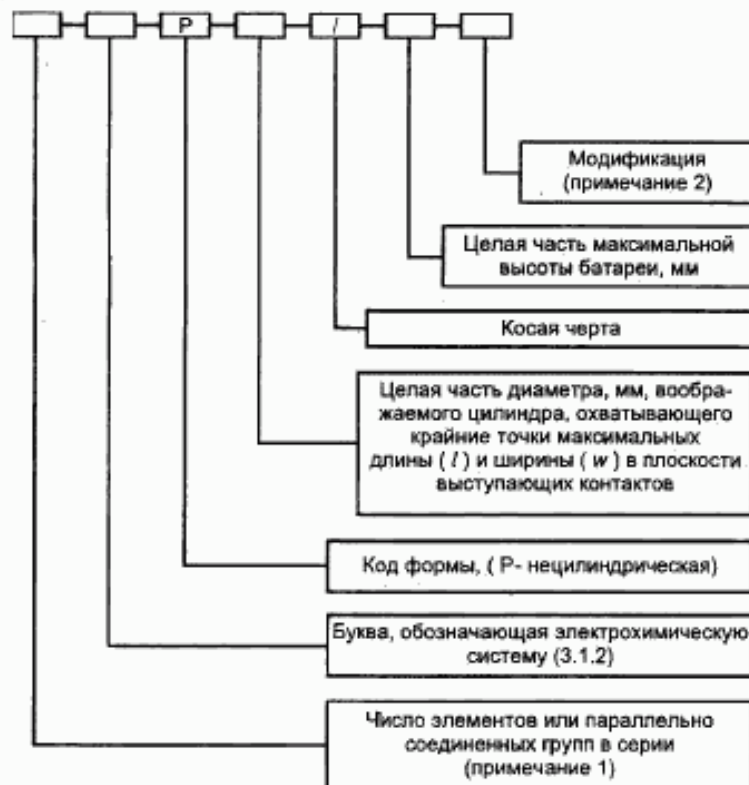 P /
Модификация
(примечание 2)
Целая часть максимальной
высоты батареи, мм
Косая черта
Целая часть диаметра, мм, вообра-
жаемого цилиндра, охватывающего
крайние точки максимальных
длины ( l ) и ширины ( w ) в плоскости
выступающих контактов
Код формы, ( Р- нецилиндрическая)
Буква, обозначающая электрохимическую
систему (3.1.2)
Число элементов или параллельно
соединенных групп в серии
(примечание 1)